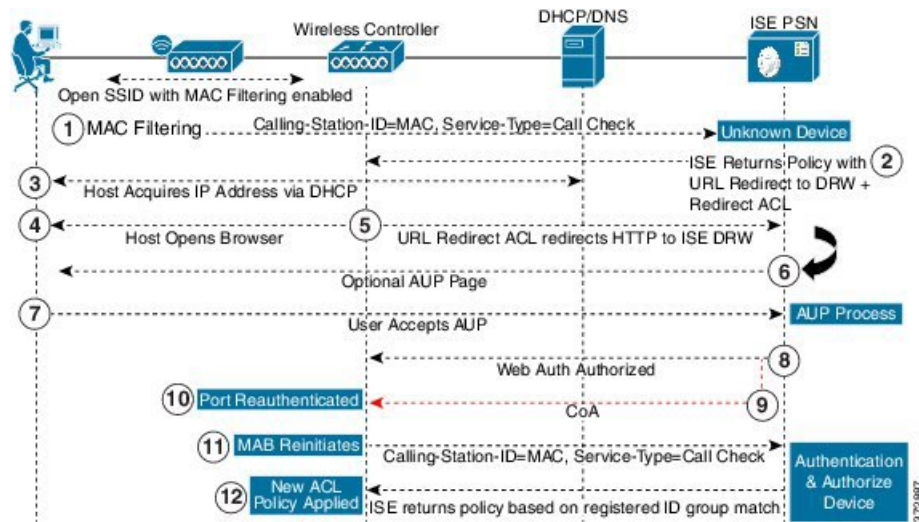 DHCP/DNS
Wireless Controller
ISE PSN
Open SSID with MAC Filtering enabled
1
MAC Filtering
Calling-Station-ID=MAC, Service-Type=Call Check
Unknown Device
2
ISE Returns Policy with
URL Redirect to DRW +
Redirect ACL
3
Host Acquires IP Address via DHCP
4
Host Opens Browser
5
URL Redirect ACL redirects HTTP to ISE DRW
6
Optional AUP Page
7
User Accepts AUP
AUP Process
8
Web Auth Authorized
9
CoA
10
Port Reauthenticated
11
MAB Reinitiates
Calling-Station-ID=MAC, Service-Type=Call Check
Authentication
& Authorize
Device
12
New ACL
Policy Applied
ISE returns policy based on registered ID group match